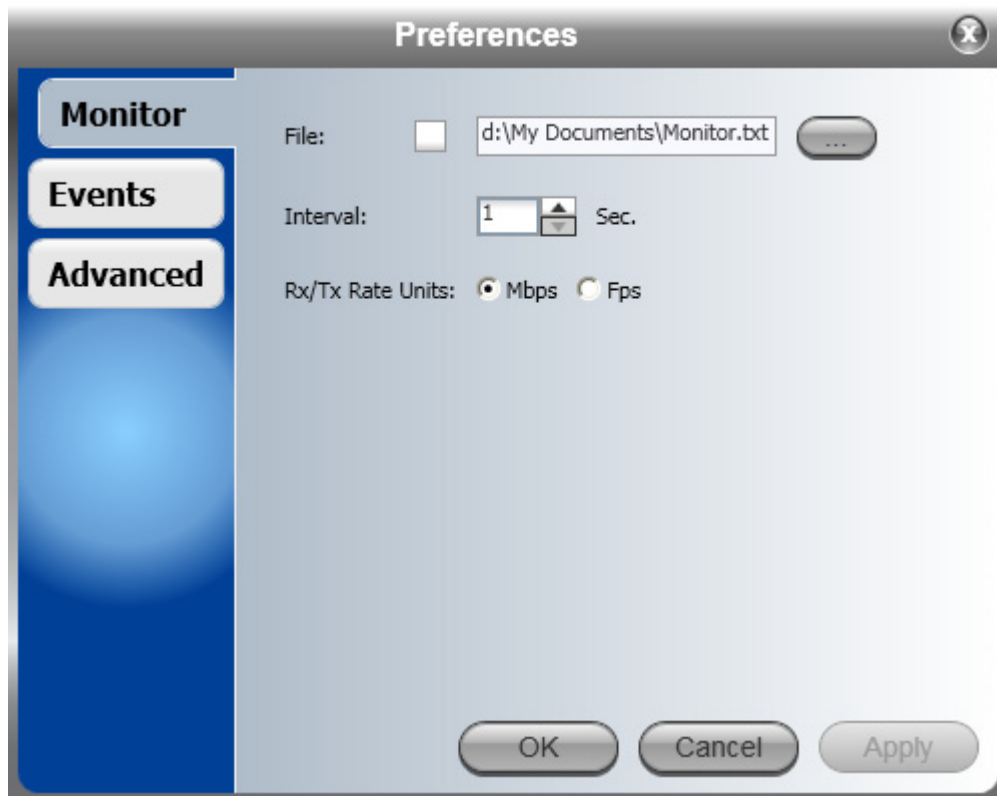 Preferences
X
Monitor
Events
Advanced
File: d:\My Documents\Monitor.txt ...
Interval: 1 Sec.
Rx/Tx Rate Units: Mbps Fps
OK Cancel Apply